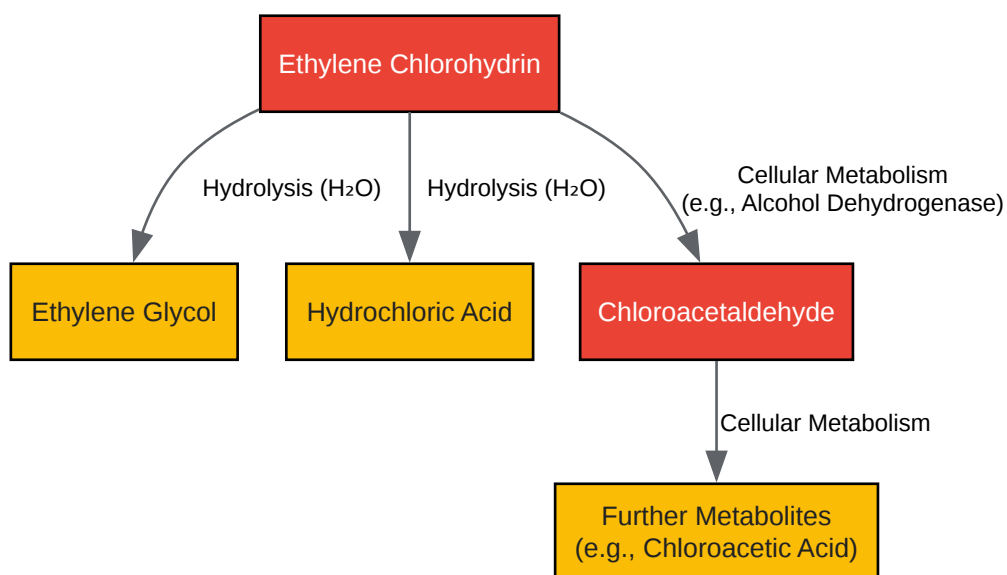 Ethylene Chlorohydrin
Hydrolysis (H₂O)
Hydrolysis (H₂O)
Cellular Metabolism
(e.g., Alcohol Dehydrogenase)
Ethylene Glycol
Hydrochloric Acid
Chloroacetaldehyde
Cellular Metabolism
Further Metabolites
(e.g., Chloroacetic Acid)